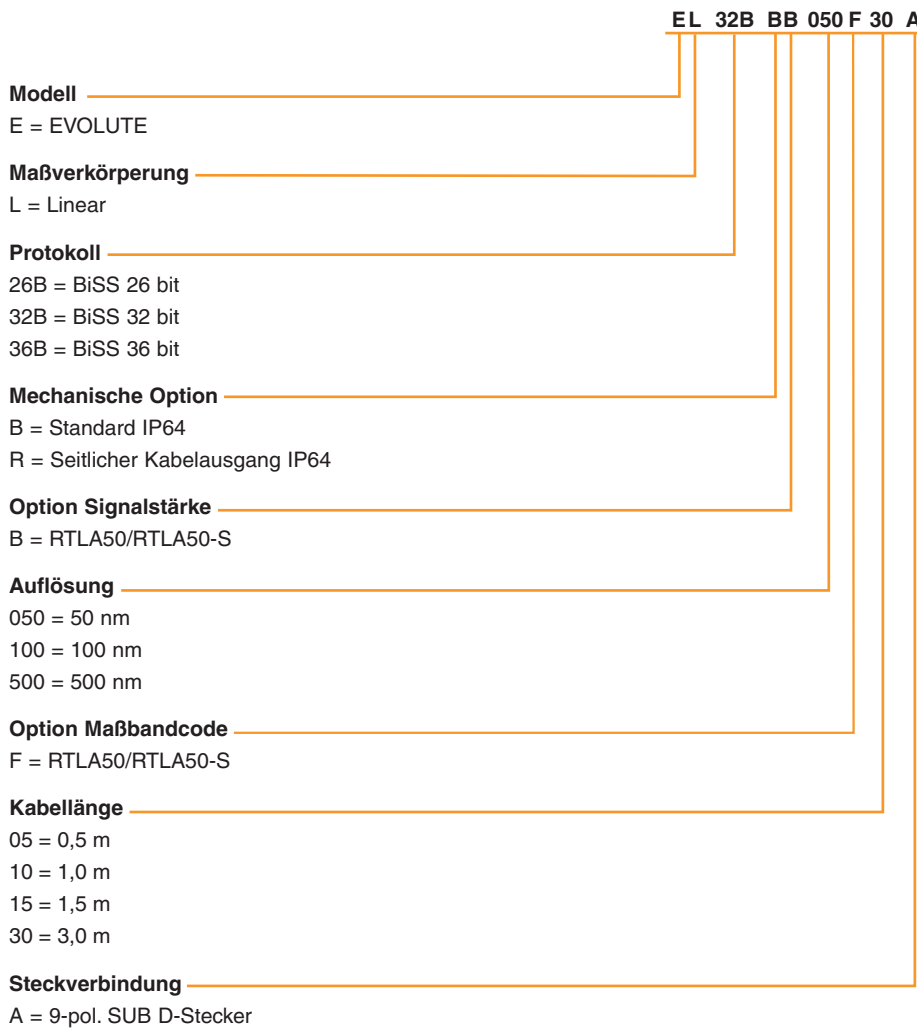 EL 32B BB 050 F 30 A
Modell
E = EVOLUTE
Maßverkörperung
L = Linear
Protokoll
26B = BiSS 26 bit
32B = BiSS 32 bit
36B = BiSS 36 bit
Mechanische Option
B = Standard IP64
R = Seitlicher Kabelausgang IP64
Option Signalstärke
B = RTLA50/RTLA50-S
Auflösung
050 = 50 nm
100 = 100 nm
500 = 500 nm
Option Maßbandcode
F = RTLA50/RTLA50-S
Kabellänge
05 = 0,5 m
10 = 1,0 m
15 = 1,5 m
30 = 3,0 m
Steckverbindung
A = 9-pol. SUB D-Stecker